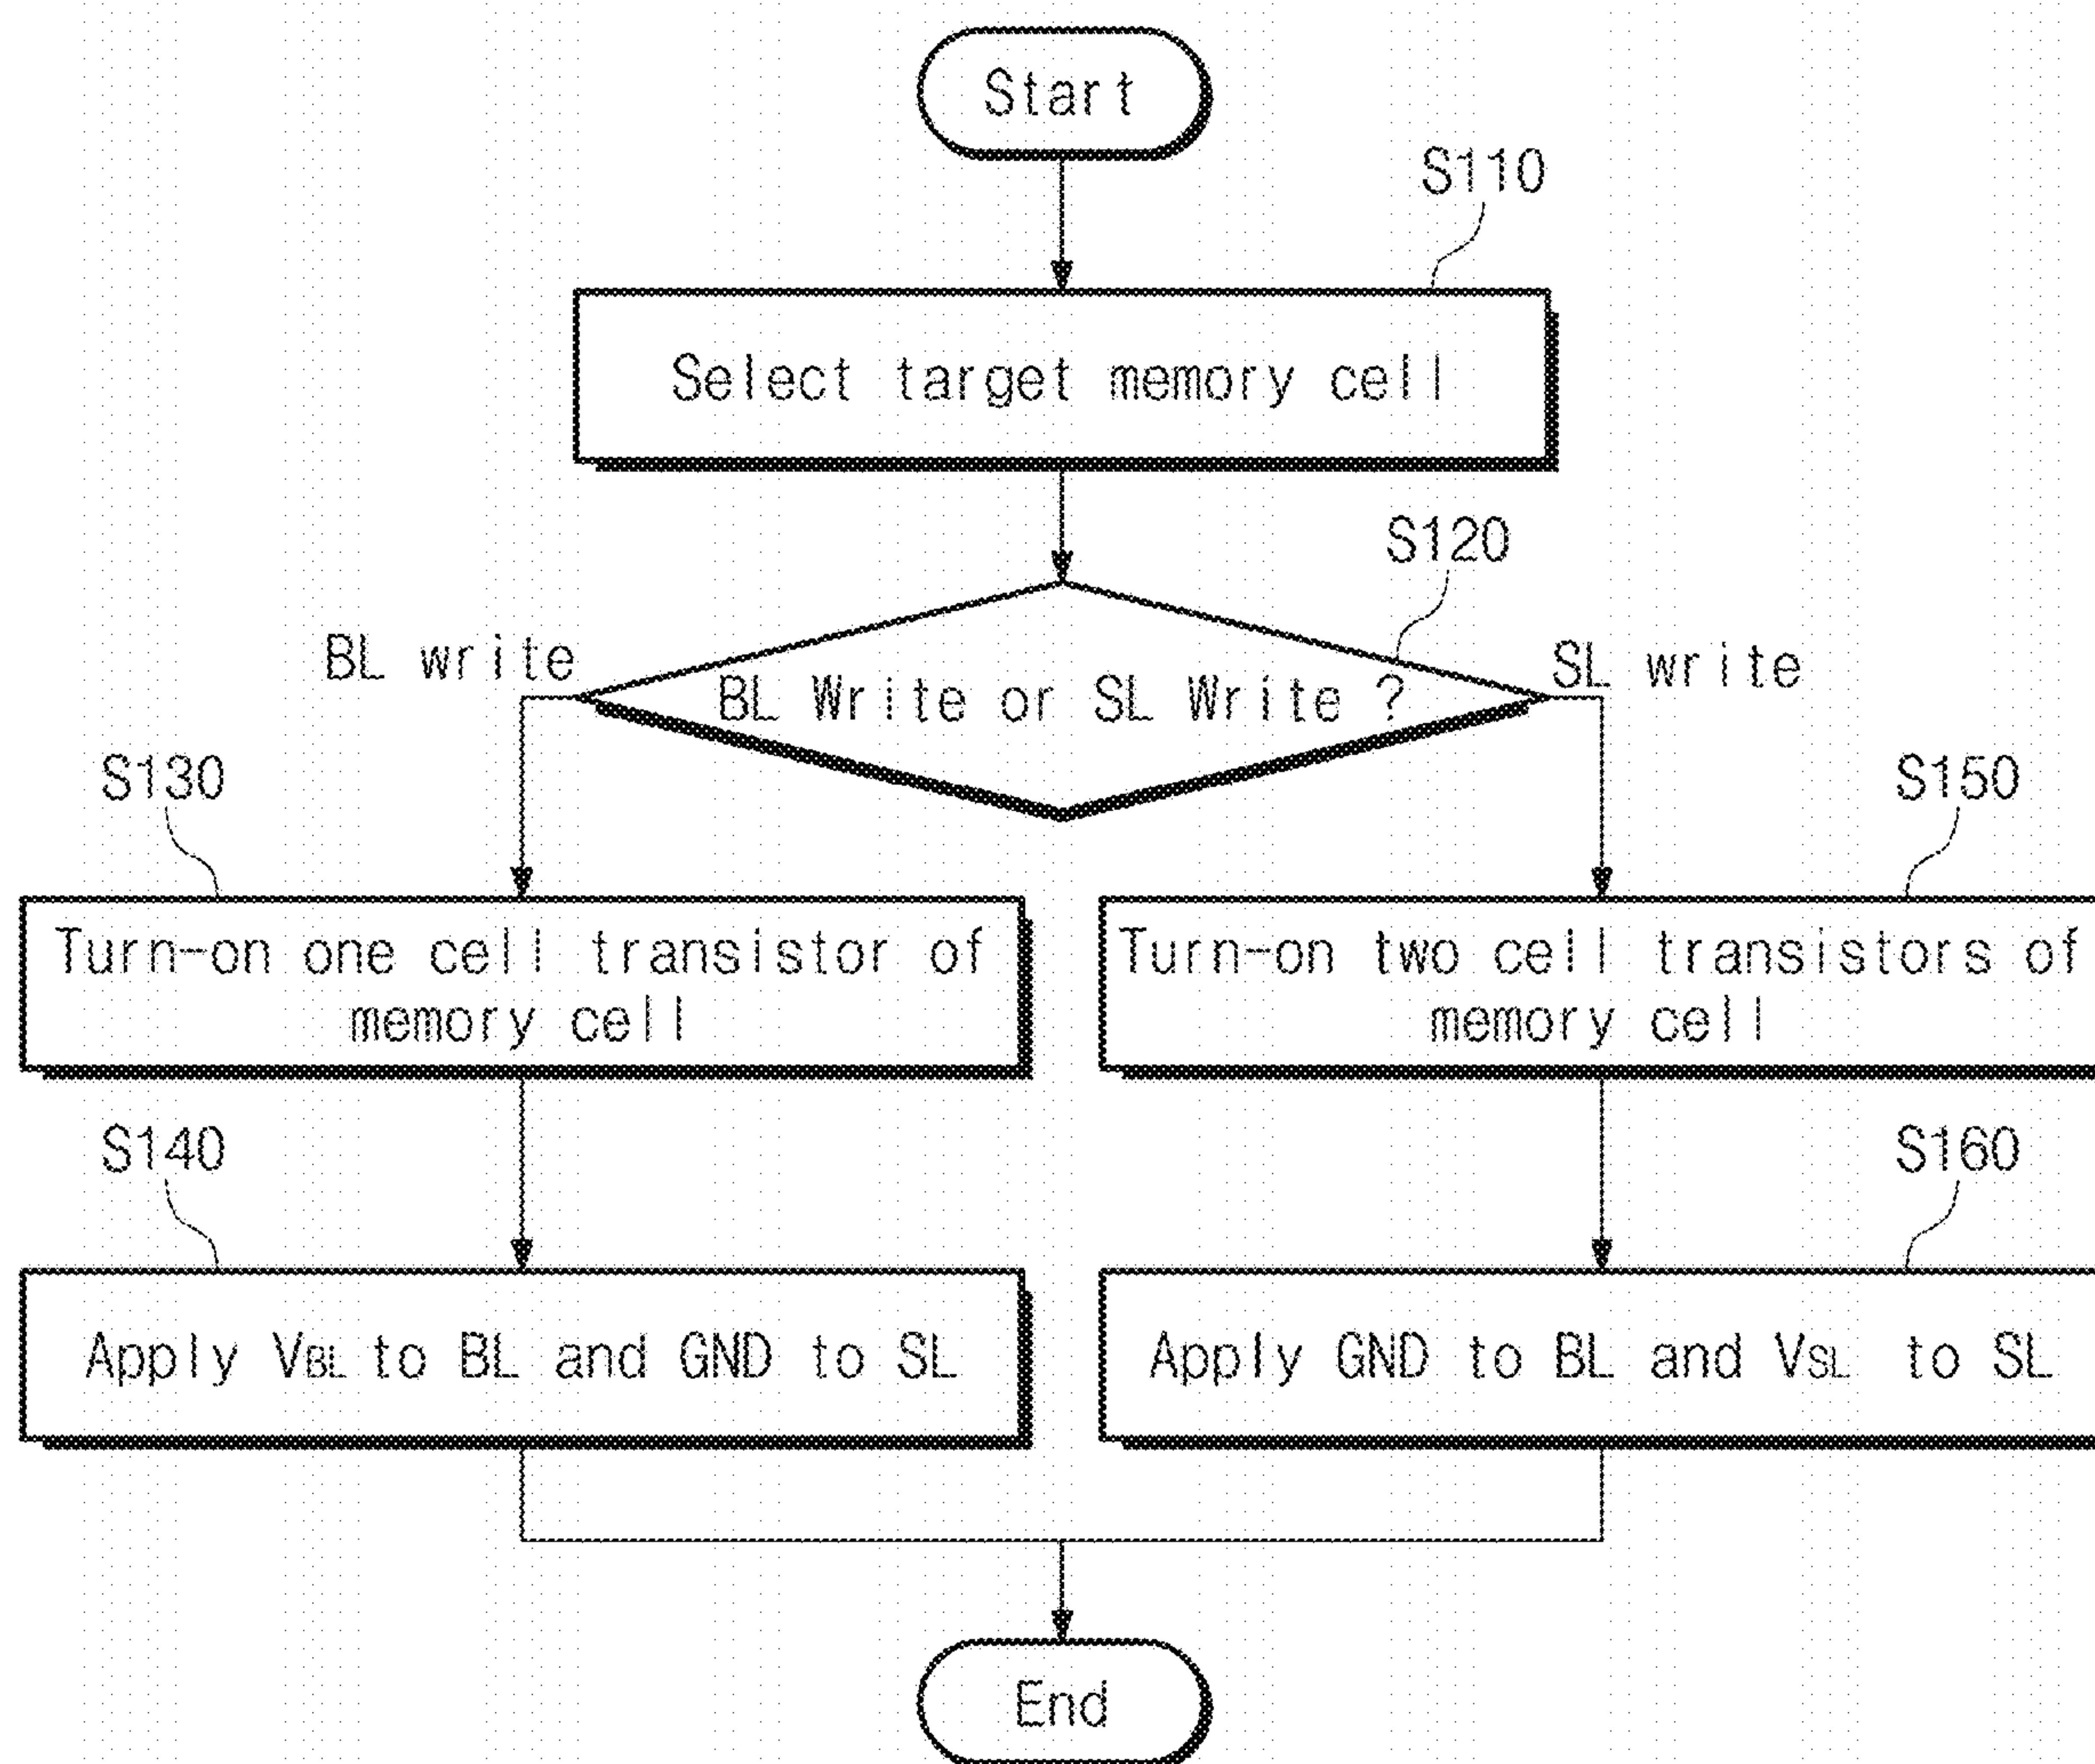 Start
S110
Select target memory cell
S120
BL write
SL write
BL Write or SL Write ?
S130
S150
Turn-on one cell transistor of
memory cell
Turn-on two cell transistors of
memory cell
S140
S160
Apply VBL to BL and GND to SL
Apply GND to BL and VSL to SL
End